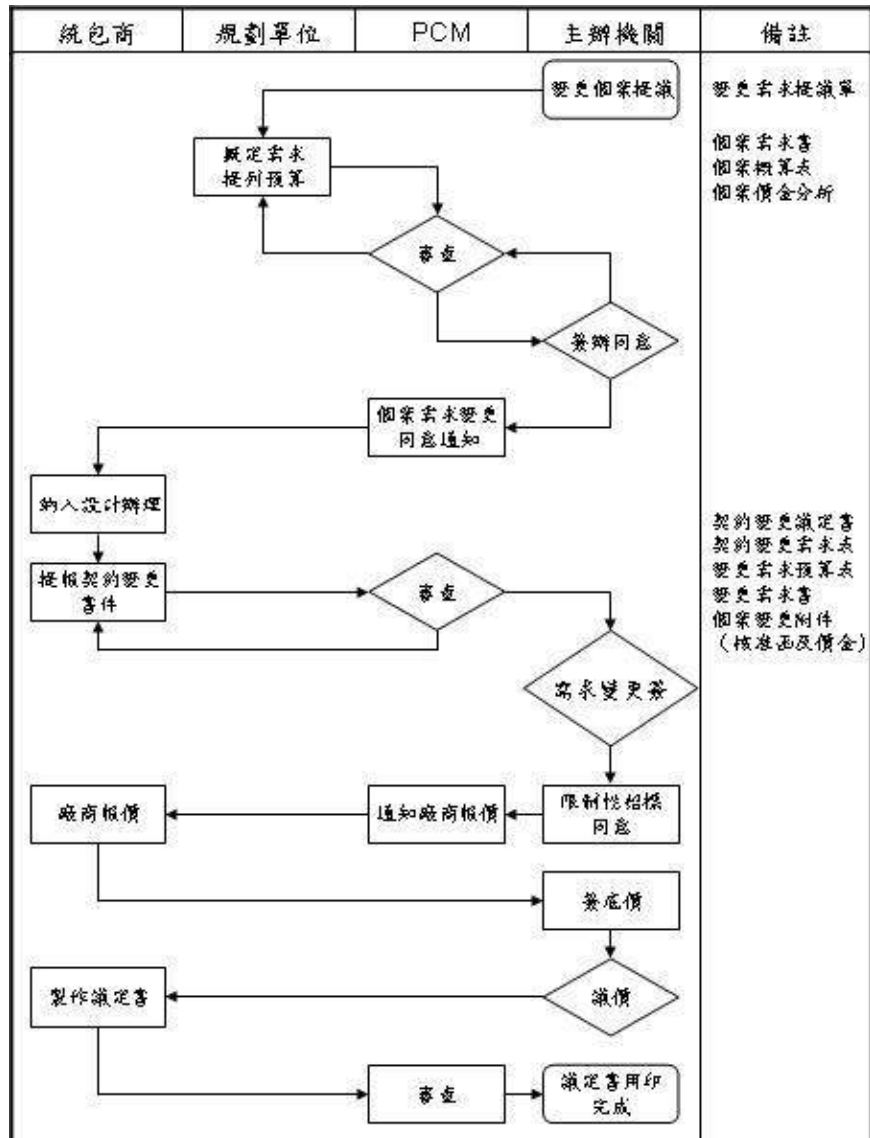 統包商
規劃單位
PCM
主辦機關
備註
變更個案提議
變更需求提議單
擬定需求
提列預算
個案需求書
個案概算表
個案價金分析
審查
簽辦同意
個案需求變更
同意通知
納入設計辦理
提報契約變更
書件
審查
契約變更議定書
契約變更需求表
變更需求預算表
變更需求書
個案變更附件
（核准函及價金）
需求變更簽
廠商報價
通知廠商報價
限制性招標
同意
簽底價
製作議定書
議價
審查
議定書用印
完成